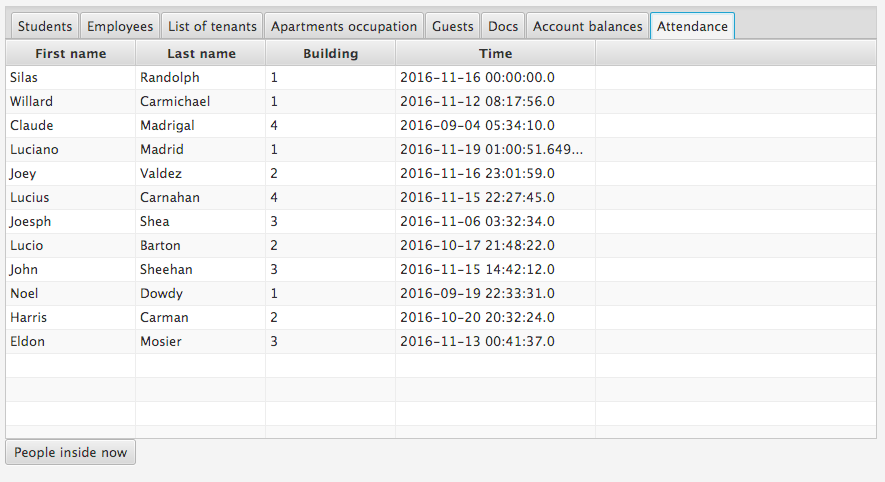 Students Employees List of tenants Apartments occupation Guests Docs Account balances Attendance
First name Last name Building Time
Silas Randolph 1 2016-11-16 00:00:00.0
Willard Carmichael 1 2016-11-12 08:17:56.0
Claude Madrigal 4 2016-09-04 05:34:10.0
Luciano Madrid 1 2016-11-19 01:00:51.649...
Joey Valdez 2 2016-11-16 23:01:59.0
Lucius Carnahan 4 2016-11-15 22:27:45.0
Joesph Shea 3 2016-11-06 03:32:34.0
Lucio Barton 2 2016-10-17 21:48:22.0
John Sheehan 3 2016-11-15 14:42:12.0
Noel Dowdy 1 2016-09-19 22:33:31.0
Harris Carman 2 2016-10-20 20:32:24.0
Eldon Mosier 3 2016-11-13 00:41:37.0
People inside now